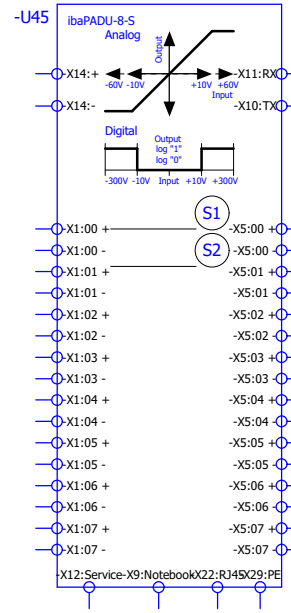 -U45 ibaPADU-8-S
Analog
Output
-X14:+ -60V -10V +10V +60V -X11:RX
Input
-X14:- -X10:TX
Digital
Output
log "1"
log "0"
-300V -10V Input +10V +300V
S1
-X1:00 + -X5:00 +
S2
-X1:00 - -X5:00 -
-X1:01 + -X5:01 +
-X1:01 - -X5:01 -
-X1:02 + -X5:02 +
-X1:02 - -X5:02 -
-X1:03 + -X5:03 +
-X1:03 - -X5:03 -
-X1:04 + -X5:04 +
-X1:04 - -X5:04 -
-X1:05 + -X5:05 +
-X1:05 - -X5:05 -
-X1:06 + -X5:06 +
-X1:06 - -X5:06 -
-X1:07 + -X5:07 +
-X1:07 - -X5:07 -
-X12:Service -X9:Notebook -X22:RJ45 -X29:PE